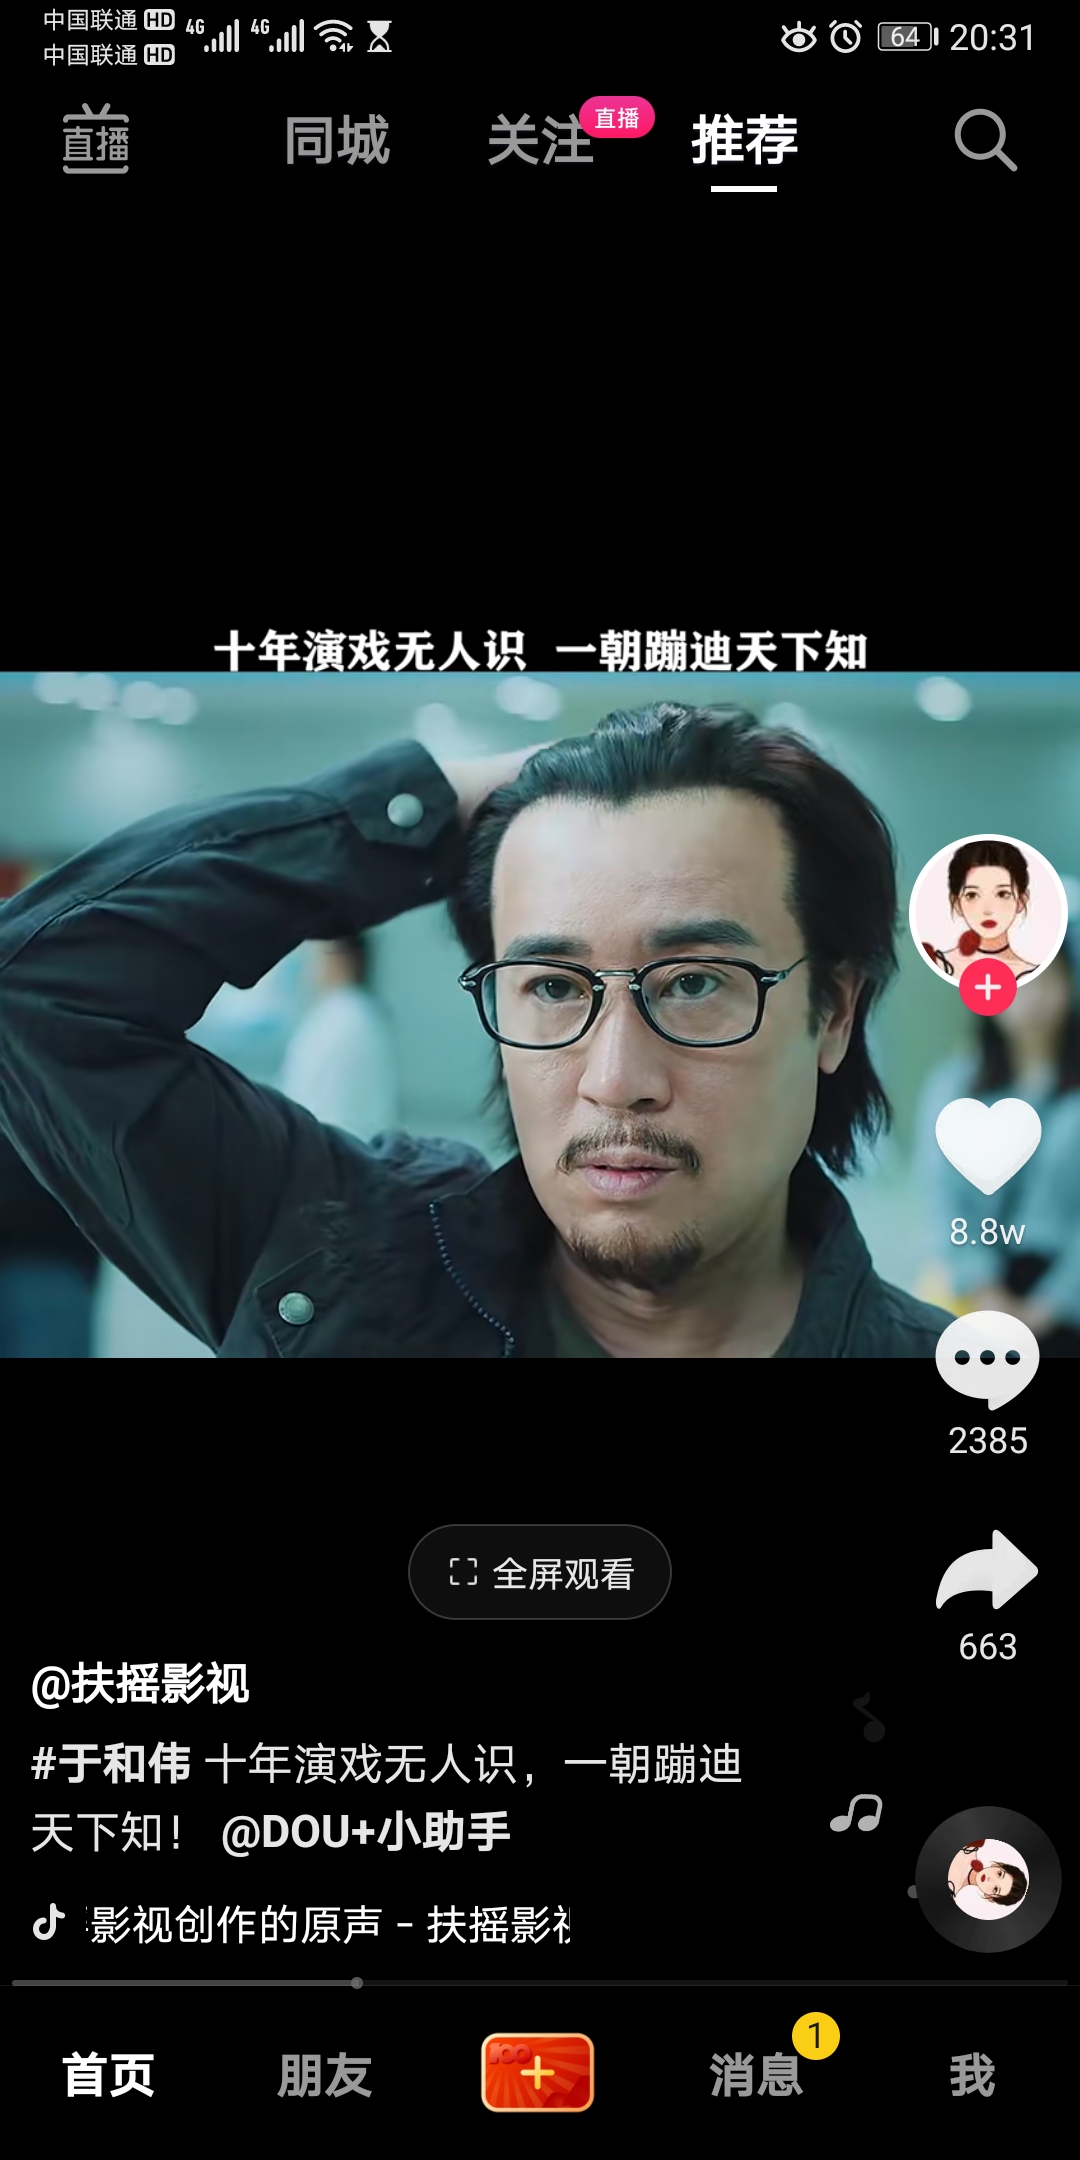 中国联通 HD 4G 4G
中国联通 HD
64 20:31
直播 同城 关注 直播 推荐
十年演戏无人识 一朝蹦迪天下知
8.8w
2385
全屏观看
663
@扶摇影视
#于和伟 十年演戏无人识，一朝蹦迪
天下知！ @DOU+小助手
影视创作的原声 - 扶摇影视
首页 朋友 100 消息 1 我